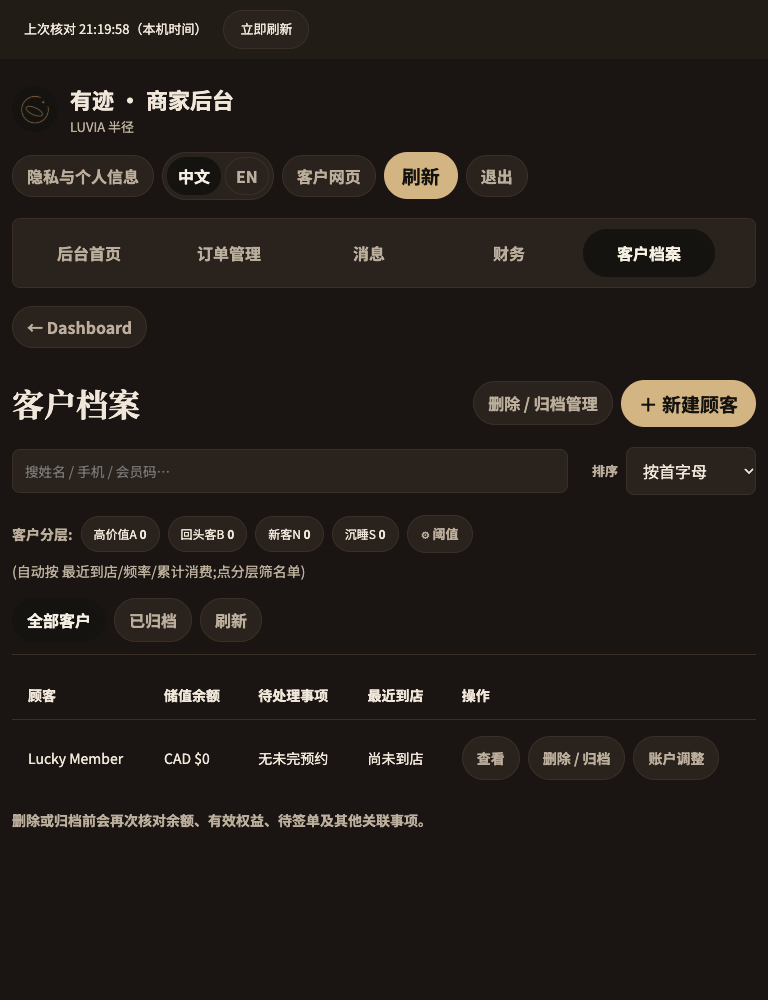 上次核对 21:19:58（本机时间） 立即刷新
有迹 • 商家后台
LUVIA 半径
隐私与个人信息 中文 EN 客户网页 刷新 退出
后台首页 订单管理 消息 财务 客户档案
← Dashboard
客户档案 删除 / 归档管理 ＋ 新建顾客
搜姓名 / 手机 / 会员码… 排序 按首字母
客户分层: 高价值A 0 回头客B 0 新客N 0 沉睡S 0 ⚙ 阈值
(自动按 最近到店/频率/累计消费;点分层筛名单)
全部客户 已归档 刷新
顾客 储值余额 待处理事项 最近到店 操作
Lucky Member CAD $0 无未完预约 尚未到店 查看 删除 / 归档 账户调整
删除或归档前会再次核对余额、有效权益、待签单及其他关联事项。